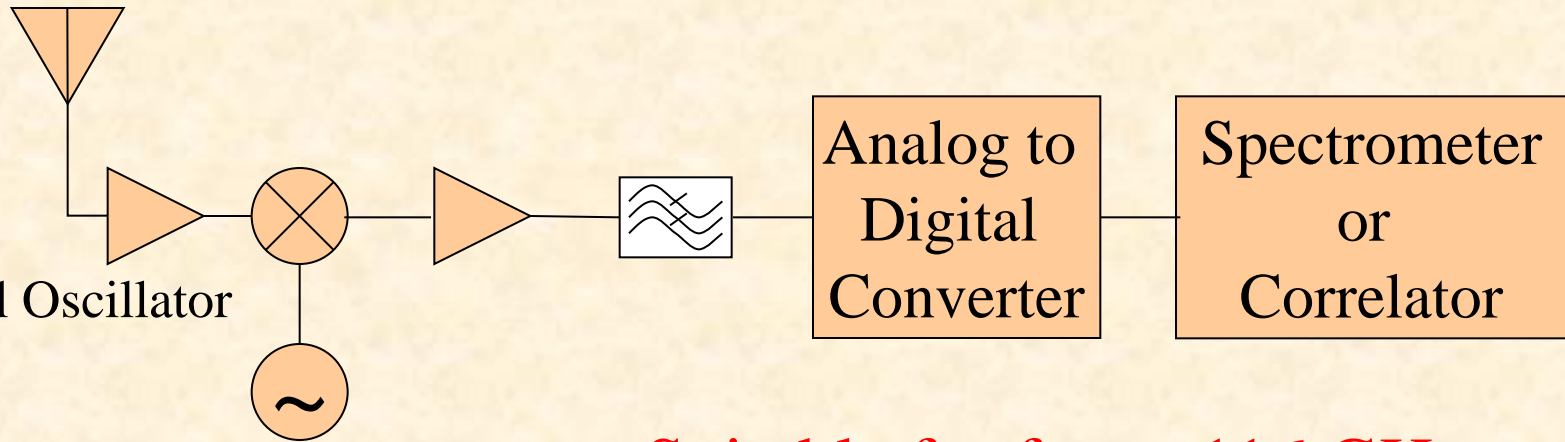 Analog to
Digital
Converter
Spectrometer
or
Correlator
Oscillator
~